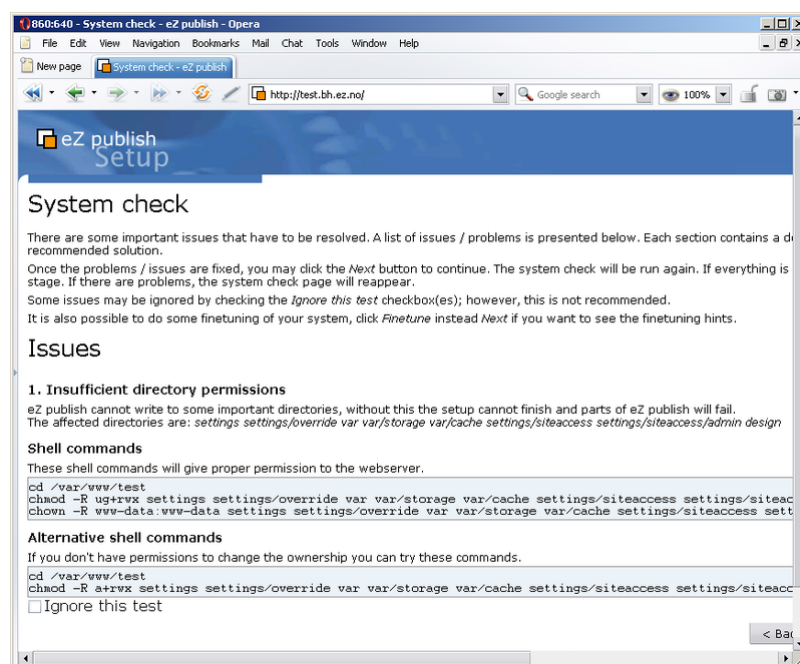 860:640 - System check - eZ publish - Opera
File Edit View Navigation Bookmarks Mail Chat Tools Window Help
New page System check - eZ publish
http://test.bh.ez.no/ Google search 100%
eZ publish
Setup
System check
There are some important issues that have to be resolved. A list of issues / problems is presented below. Each section contains a
recommended solution.
Once the problems / issues are fixed, you may click the Next button to continue. The system check will be run again. If everything is
stage. If there are problems, the system check page will reappear.
Some issues may be ignored by checking the Ignore this test checkbox(es); however, this is not recommended.
It is also possible to do some finetuning of your system, click Finetune instead Next if you want to see the finetuning hints.
Issues
1. Insufficient directory permissions
eZ publish cannot write to some important directories, without this the setup cannot finish and parts of eZ publish will fail.
The affected directories are: settings settings/override var var/storage var/cache settings/siteaccess settings/siteaccess/admin design
Shell commands
These shell commands will give proper permission to the webserver.
cd /var/www/test
chmod -R ug+rwx settings settings/override var var/storage var/cache settings/siteaccess settings/siteac
chown -R www-data:www-data settings settings/override var var/storage var/cache settings/siteaccess sett
Alternative shell commands
If you don't have permissions to change the ownership you can try these commands.
cd /var/www/test
chmod -R a+rwx settings settings/override var var/storage var/cache settings/siteaccess settings/siteacc
Ignore this test
< Bac